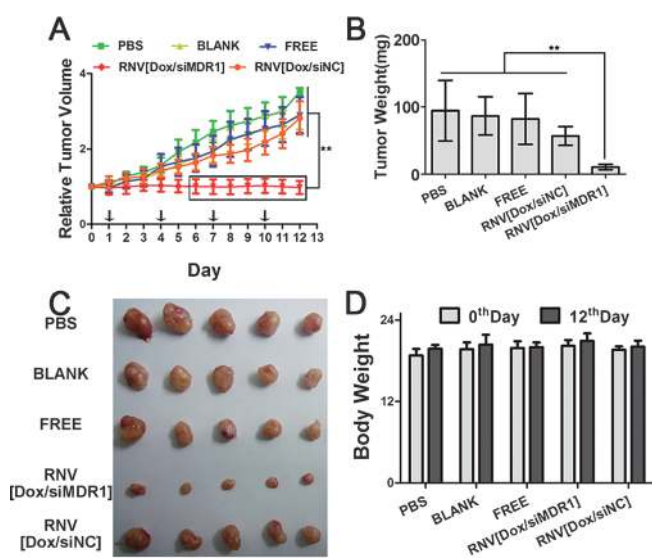 A
PBS BLANK FREE
RNV[Dox/siMDR1] RNV[Dox/siNC]
Relative Tumor Volume
4
3
2
1
0
**
0 1 2 3 4 5 6 7 8 9 10 11 12 13
Day
B
**
Tumor Weight(mg)
200
100
0
PBS
BLANK
FREE
RNV[Dox/siNC]
RNV[Dox/siMDR1]
C
PBS
BLANK
FREE
RNV
[Dox/siMDR1]
RNV
[Dox/siNC]
D
0thDay 12thDay
Body Weight
24
18
12
PBS
BLANK
FREE
RNV[Dox/siMDR1]
RNV[Dox/siNC]